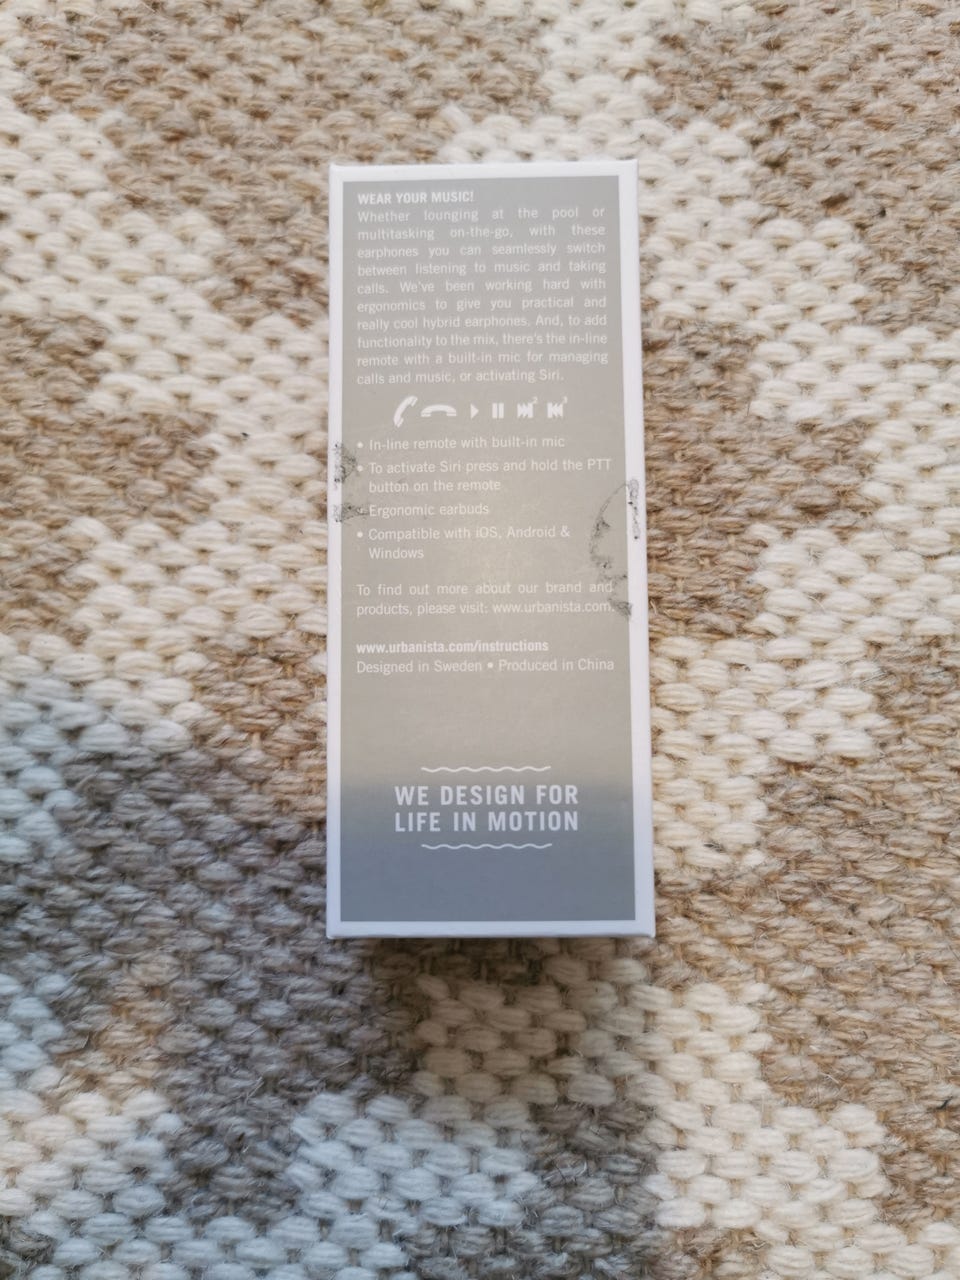 WEAR YOUR MUSIC!
Whether lounging at the pool or
multitasking on-the-go, with these
earphones you can seamlessly switch
between listening to music and taking
calls. We've been working hard with
ergonomics to give you practical and
really cool hybrid earphones. And, to add
functionality to the mix, there's the in-line
remote with a built-in mic for managing
calls and music, or activating Siri.
2 3
• In-line remote with built-in mic
• To activate Siri press and hold the PTT
button on the remote
• Ergonomic earbuds
• Compatible with iOS, Android &
Windows
To find out more about our brand and
products, please visit: www.urbanista.com.
www.urbanista.com/instructions
Designed in Sweden • Produced in China
WE DESIGN FOR
LIFE IN MOTION